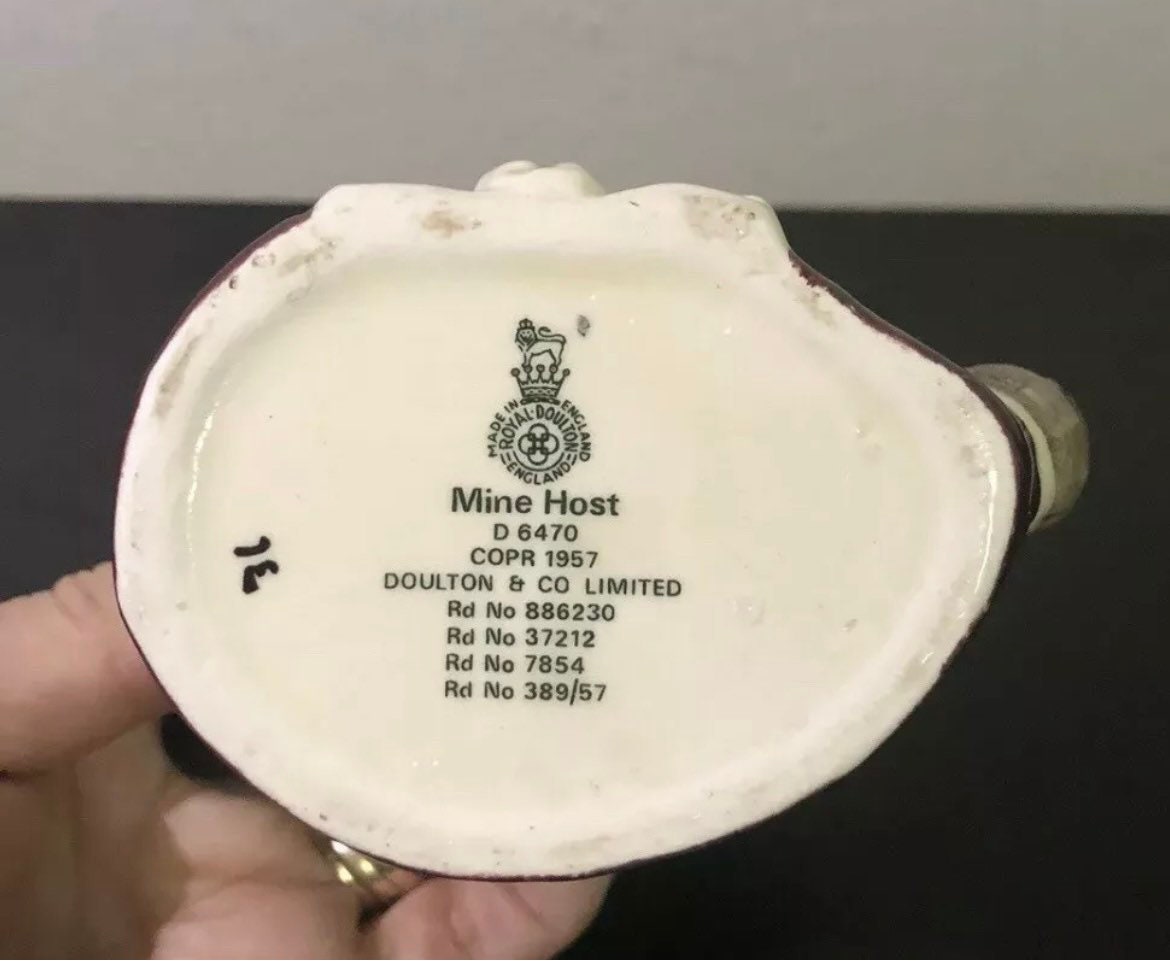 MADE IN ENGLAND
ROYAL·DOULTON
ENGLAND
Mine Host
D 6470
COPR 1957
DOULTON & CO LIMITED
Rd No 886230
Rd No 37212
Rd No 7854
Rd No 389/57